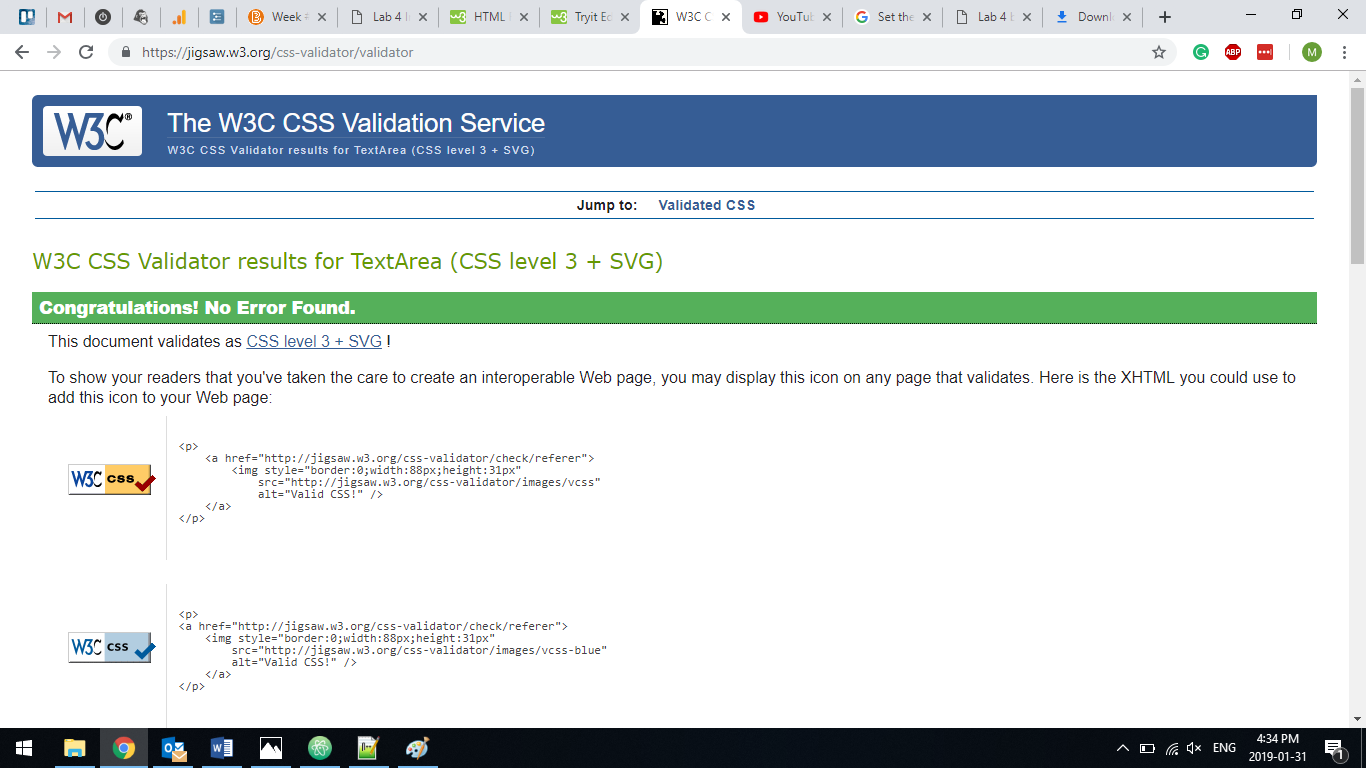 Week
Lab 4
HTML
Tryit Ed
W3C C
YouTub
Set the
Lab 4
Downl
https://jigsaw.w3.org/css-validator/validator
ABP
M
W3C®
The W3C CSS Validation Service
W3C CSS Validator results for TextArea (CSS level 3 + SVG)
Jump to: Validated CSS
W3C CSS Validator results for TextArea (CSS level 3 + SVG)
Congratulations! No Error Found.
This document validates as CSS level 3 + SVG !
To show your readers that you've taken the care to create an interoperable Web page, you may display this icon on any page that validates. Here is the XHTML you could use to
add this icon to your Web page:
W3C css
<p>
<a href="http://jigsaw.w3.org/css-validator/check/referer">
<img style="border:0;width:88px;height:31px"
src="http://jigsaw.w3.org/css-validator/images/vcss"
alt="Valid CSS!" />
</a>
</p>
W3C css
<p>
<a href="http://jigsaw.w3.org/css-validator/check/referer">
<img style="border:0;width:88px;height:31px"
src="http://jigsaw.w3.org/css-validator/images/vcss-blue"
alt="Valid CSS!" />
</a>
</p>
ENG
4:34 PM
2019-01-31
1